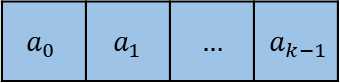 a₀ a₁ ... aₖ₋₁